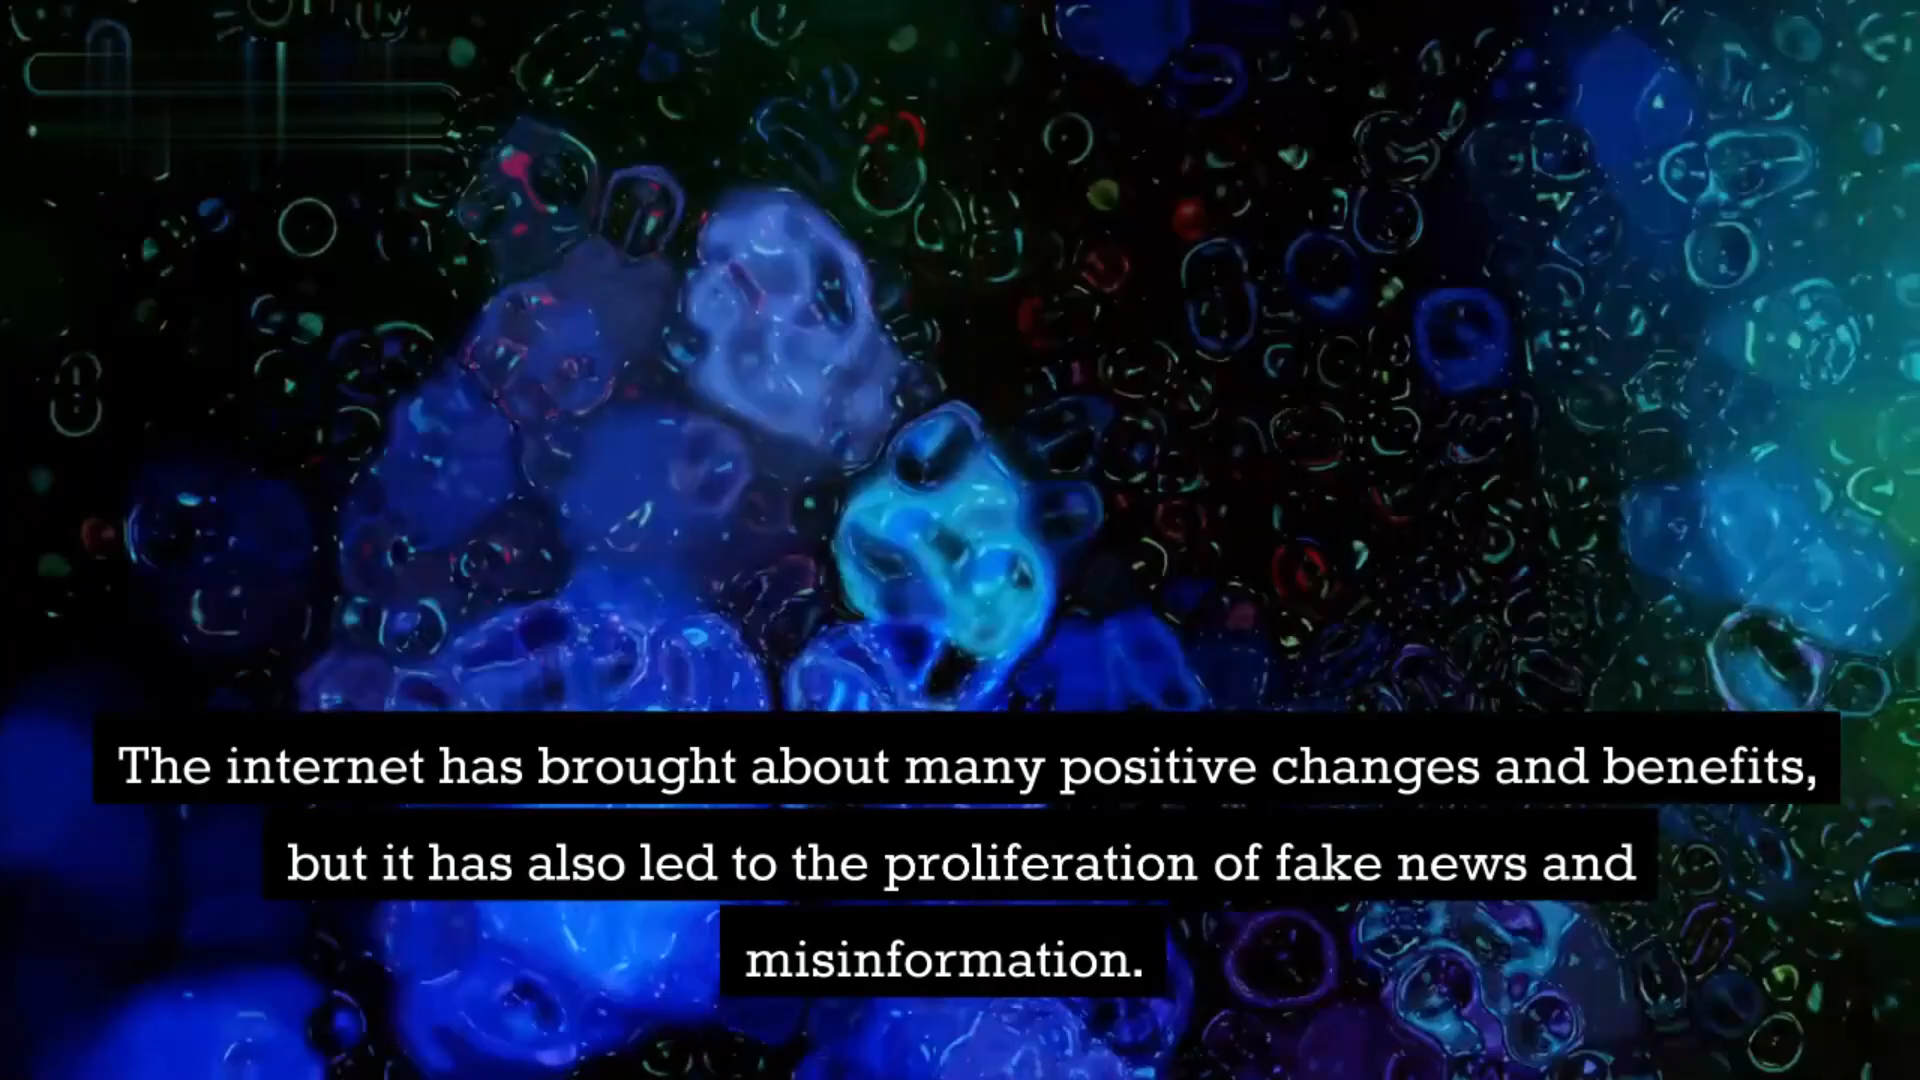 The internet has brought about many positive changes and benefits,
but it has also led to the proliferation of fake news and
misinformation.